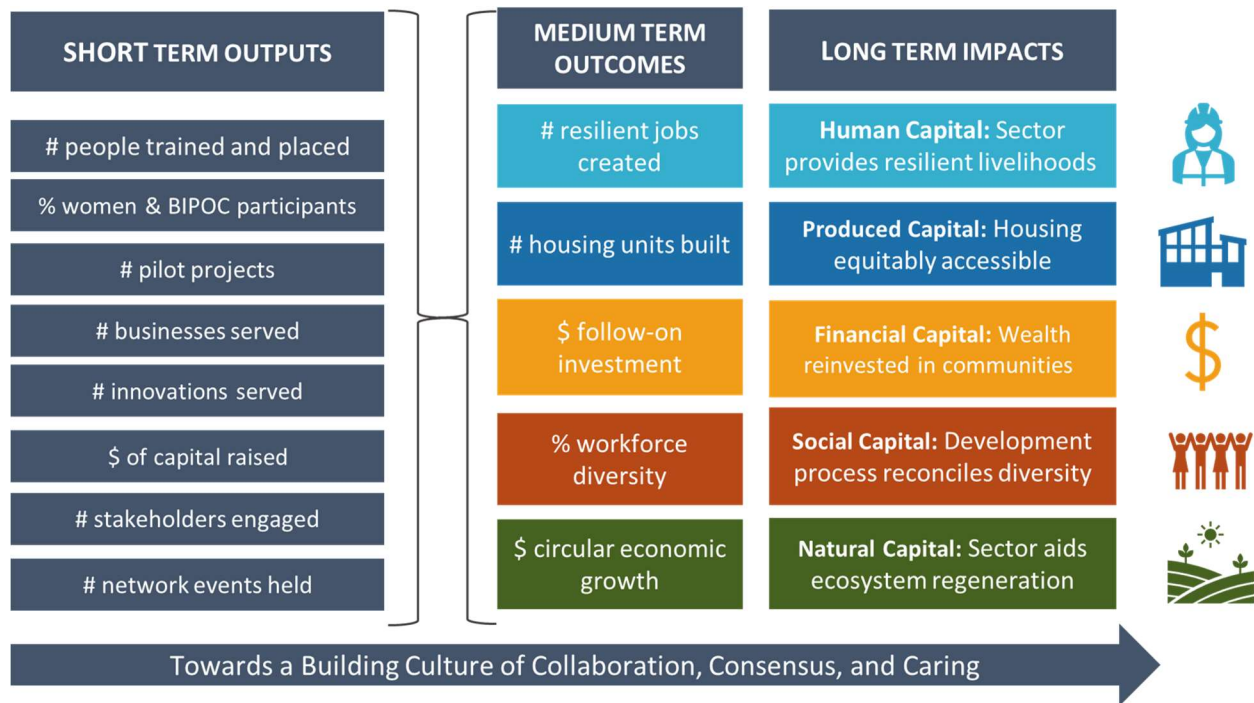 SHORT TERM OUTPUTS
# people trained and placed
% women & BIPOC participants
# pilot projects
# businesses served
# innovations served
$ of capital raised
# stakeholders engaged
# network events held
MEDIUM TERM
OUTCOMES
# resilient jobs
created
# housing units built
$ follow-on
investment
% workforce
diversity
$ circular economic
growth
LONG TERM IMPACTS
Human Capital: Sector
provides resilient livelihoods
Produced Capital: Housing
equitably accessible
Financial Capital: Wealth
reinvested in communities
Social Capital: Development
process reconciles diversity
Natural Capital: Sector aids
ecosystem regeneration
$
Towards a Building Culture of Collaboration, Consensus, and Caring